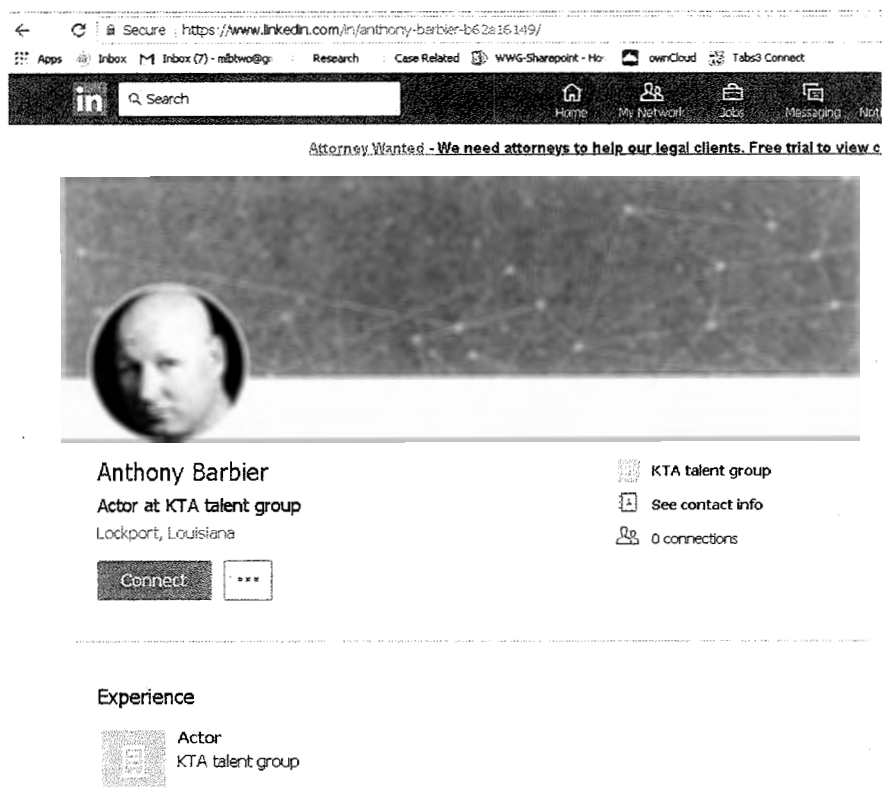 Secure https://www.linkedin.com/in/anthony-barbier-b62a16149/
Apps Inbox Inbox (7) - mlbtwo@g Research Case Related WWG-Sharepoint - Ho ownCloud Tabs3 Connect
in Search Home My Network Jobs Messaging Noti
Attorney Wanted - We need attorneys to help our legal clients. Free trial to view c
Anthony Barbier
Actor at KTA talent group
Lockport, Louisiana
Connect ...
KTA talent group
See contact info
0 connections
Experience
Actor
KTA talent group